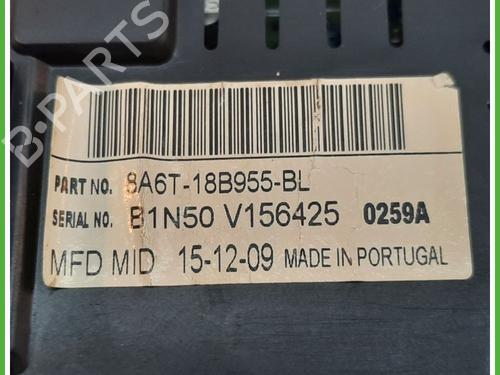 B-PARTS
PART NO. 8A6T-18B955-BL
SERIAL NO. B1N50 V156425 0259A
MFD MID 15-12-09 MADE IN PORTUGAL